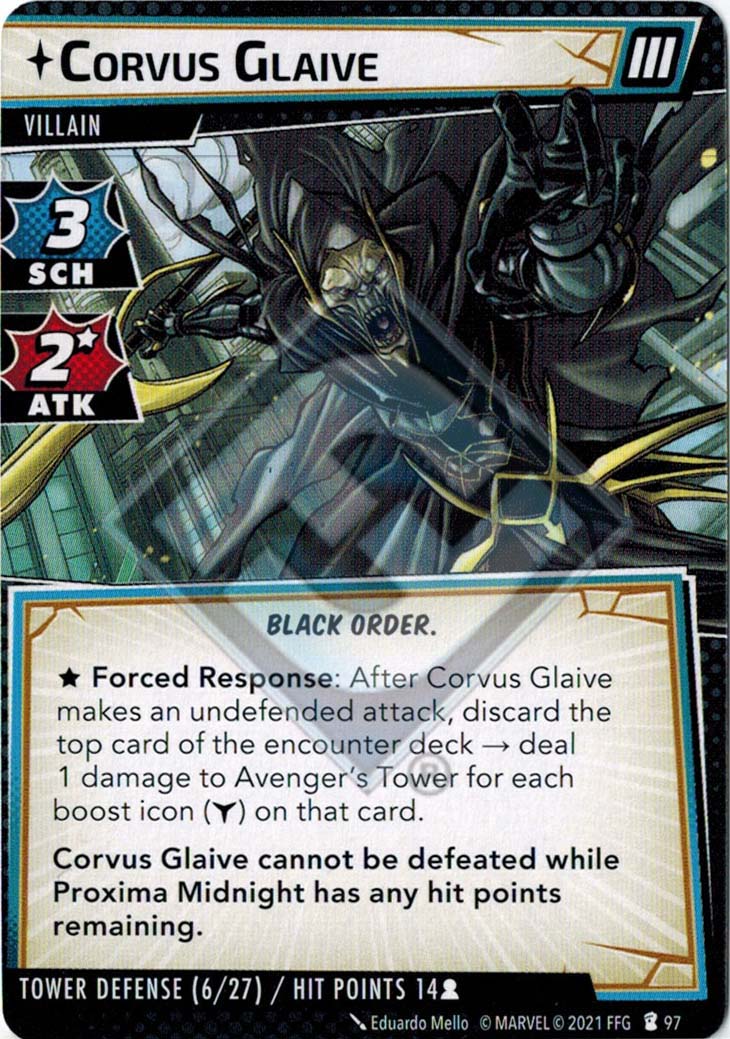 CORVUS GLAIVE
III
VILLAIN
3
SCH
2★
ATK
BLACK ORDER.
★ Forced Response: After Corvus Glaive
makes an undefended attack, discard the
top card of the encounter deck → deal
1 damage to Avenger's Tower for each
boost icon ( ) on that card.
Corvus Glaive cannot be defeated while
Proxima Midnight has any hit points
remaining.
TOWER DEFENSE (6/27) / HIT POINTS 14
Eduardo Mello © MARVEL © 2021 FFG 97
®